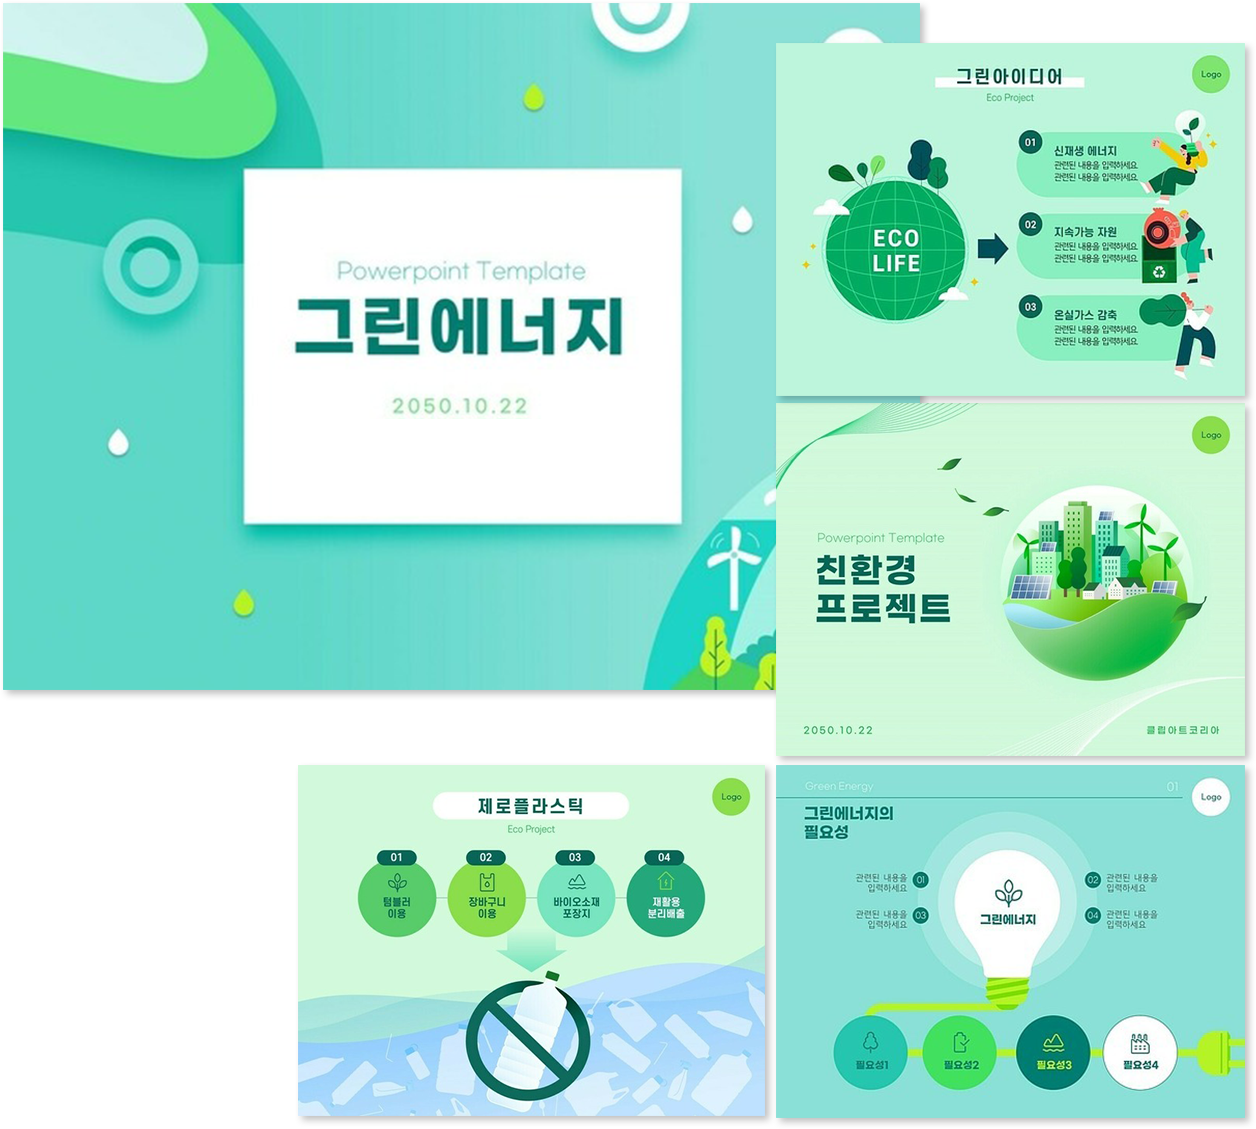 Powerpoint Template
그린에너지
2050.10.22
그린아이디어
Eco Project
Logo
ECO
LIFE
01
신재생 에너지
관련된 내용을 입력하세요
관련된 내용을 입력하세요
02
지속가능 자원
관련된 내용을 입력하세요
관련된 내용을 입력하세요
03
온실가스 감축
관련된 내용을 입력하세요
관련된 내용을 입력하세요
Logo
Powerpoint Template
친환경
프로젝트
2050.10.22
클립아트코리아
제로플라스틱
Eco Project
Logo
01
텀블러
이용
02
장바구니
이용
03
바이오소재
포장지
04
재활용
분리배출
Green Energy
01
Logo
그린에너지의
필요성
관련된 내용을
입력하세요
01
02
관련된 내용을
입력하세요
관련된 내용을
입력하세요
03
04
관련된 내용을
입력하세요
그린에너지
필요성1
필요성2
필요성3
필요성4